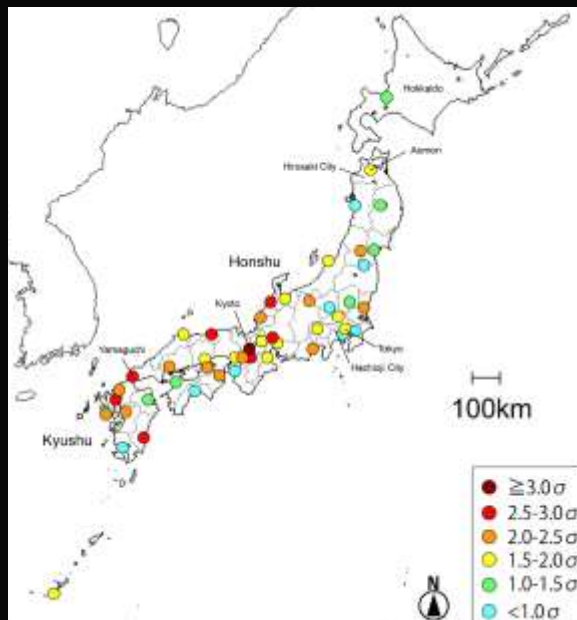 Hokkaido
Aomori
Hirosaki City
Honshu
Kyoto
Yamaguchi
Tokyo
Hachioji City
Kyushu
100km
N
≧3.0σ
2.5-3.0σ
2.0-2.5σ
1.5-2.0σ
1.0-1.5σ
<1.0σ